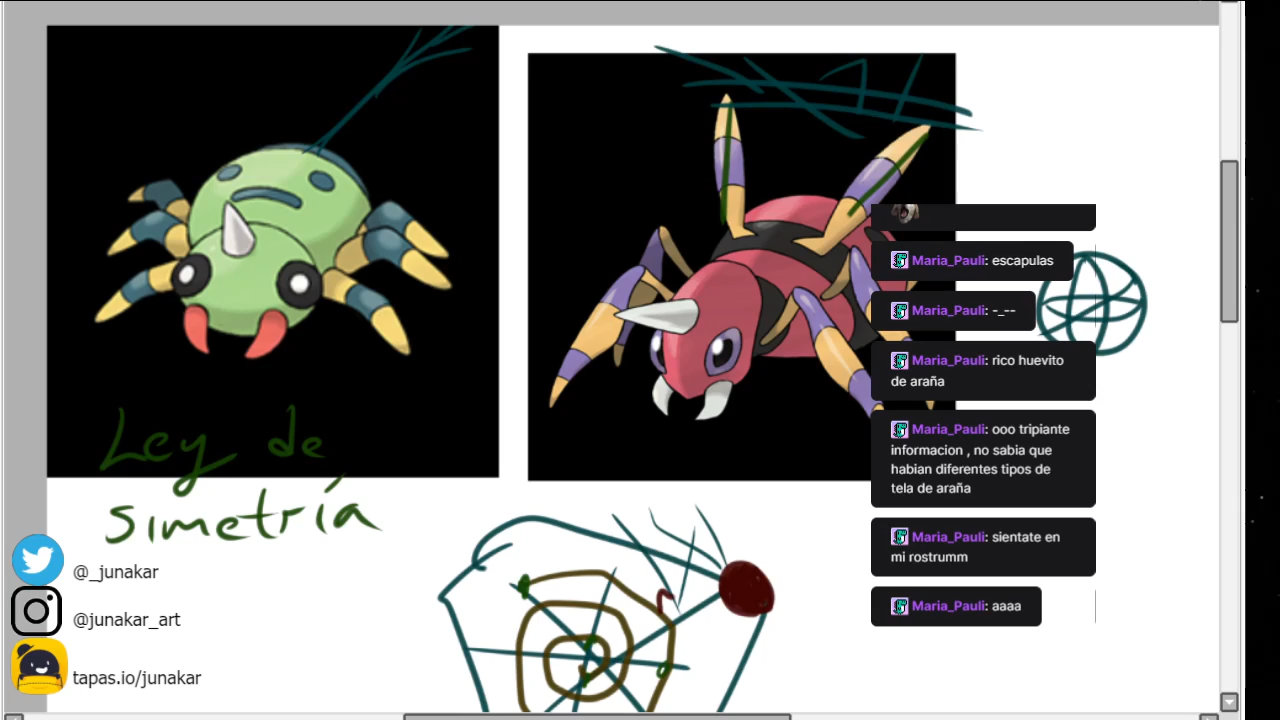 Maria_Pauli: escapulas
Maria_Pauli: -_--
Maria_Pauli: rico huevito
de araña
Maria_Pauli: ooo tripiante
informacion , no sabia que
habian diferentes tipos de
tela de araña
Maria_Pauli: sientate en
mi rostrumm
Maria_Pauli: aaaa
Ley de
simetría
@_junakar
@junakar_art
tapas.io/junakar